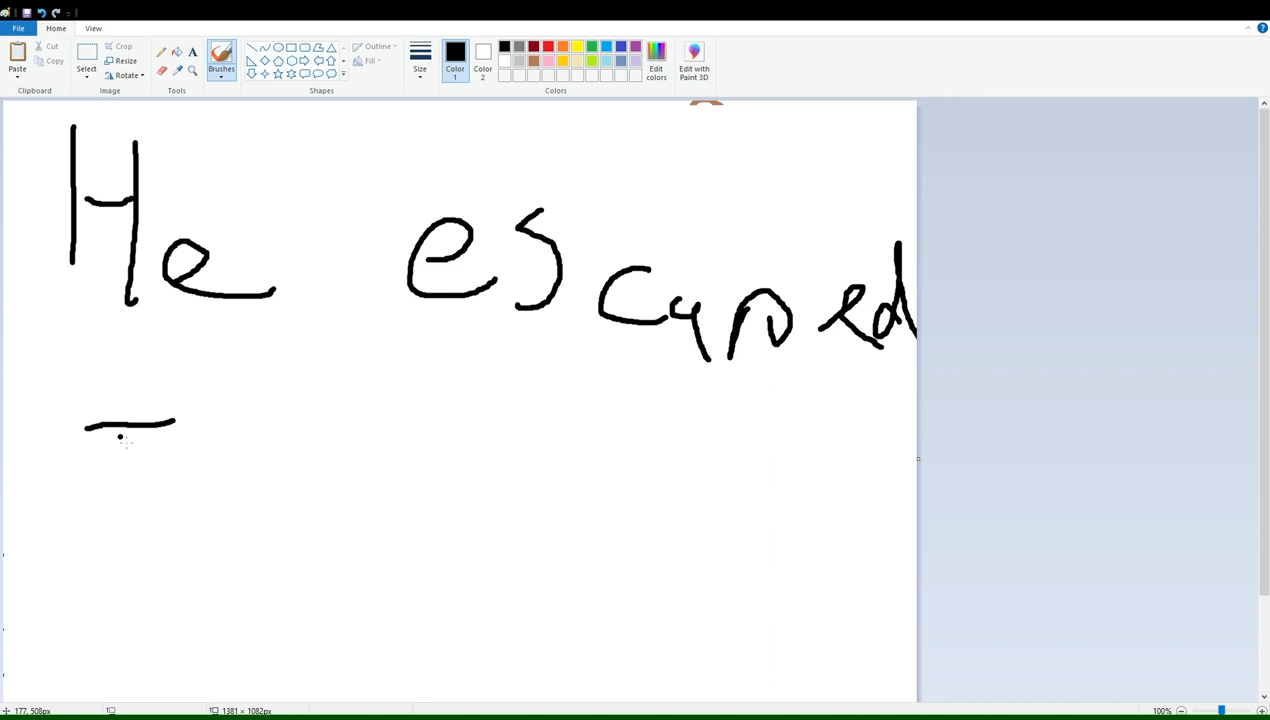 File Home View
Paste Cut Copy Clipboard
Select Crop Resize Rotate Image
Tools
Brushes
Shapes Outline Fill
Size
Color 1 Color 2 Edit colors Colors
Edit with Paint 3D
He escaped
177, 508px 1381 × 1082px 100%